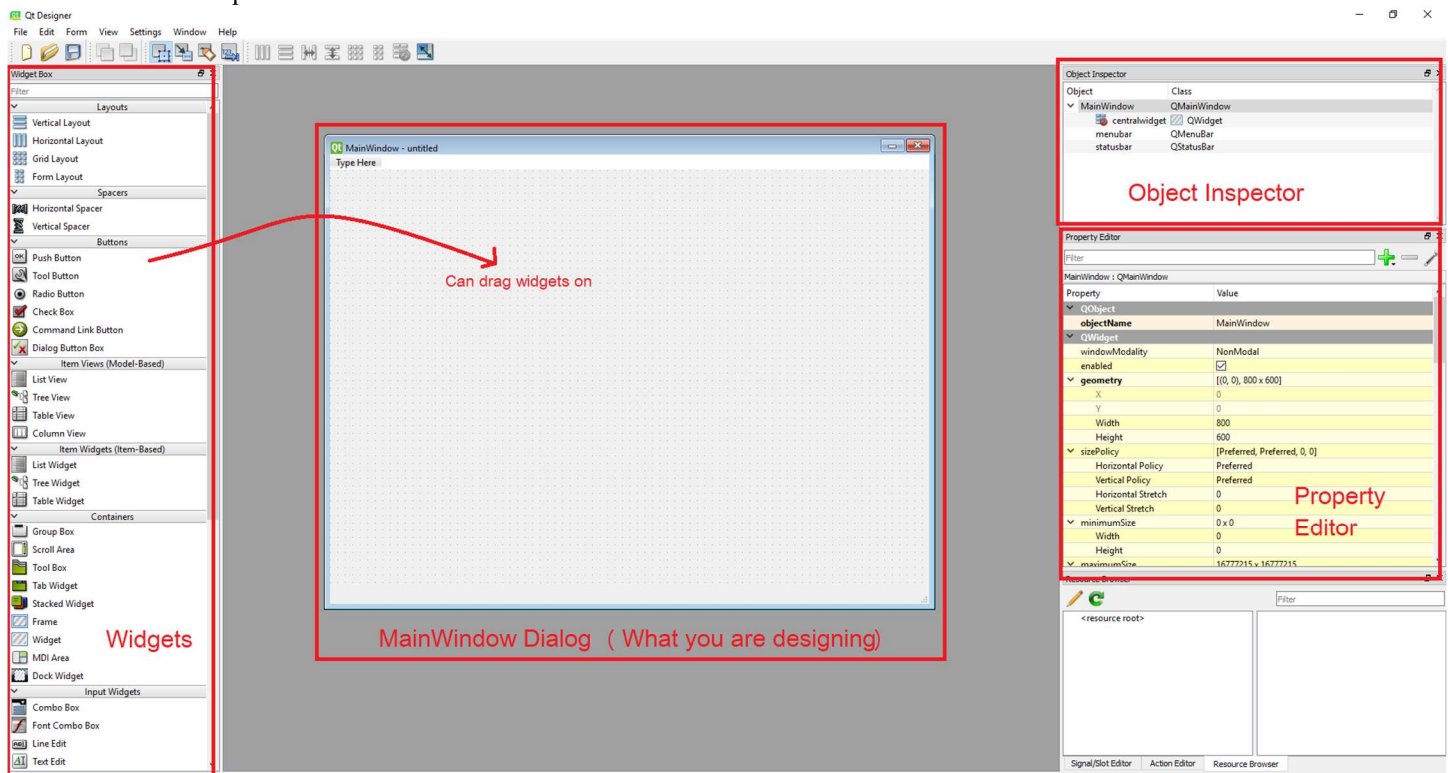 Qt Designer
File Edit Form View Settings Window Help
Widget Box
Filter
Layouts
Vertical Layout
Horizontal Layout
Grid Layout
Form Layout
Spacers
Horizontal Spacer
Vertical Spacer
Buttons
Push Button
Tool Button
Radio Button
Check Box
Command Link Button
Dialog Button Box
Item Views (Model-Based)
List View
Tree View
Table View
Column View
Item Widgets (Item-Based)
List Widget
Tree Widget
Table Widget
Containers
Group Box
Scroll Area
Tool Box
Tab Widget
Stacked Widget
Frame
Widget
MDI Area
Dock Widget
Widgets
Input Widgets
Combo Box
Font Combo Box
Line Edit
Text Edit
MainWindow - untitled
Type Here
Can drag widgets on
MainWindow Dialog ( What you are designing)
Object Inspector
Object Class
MainWindow QMainWindow
centralwidget QWidget
menubar QMenuBar
statusbar QStatusBar
Object Inspector
Property Editor
Filter
MainWindow : QMainWindow
Property Value
QObject
objectName MainWindow
QWidget
windowModality NonModal
enabled
geometry [(0, 0), 800 x 600]
X 0
Y 0
Width 800
Height 600
sizePolicy [Preferred, Preferred, 0, 0]
Horizontal Policy Preferred
Vertical Policy Preferred
Horizontal Stretch 0
Vertical Stretch 0
minimumSize 0 x 0
Width 0
Height 0
maximumSize 16777215 x 16777215
Property
Editor
Resource Browser
Filter
<resource root>
Signal/Slot Editor Action Editor Resource Browser